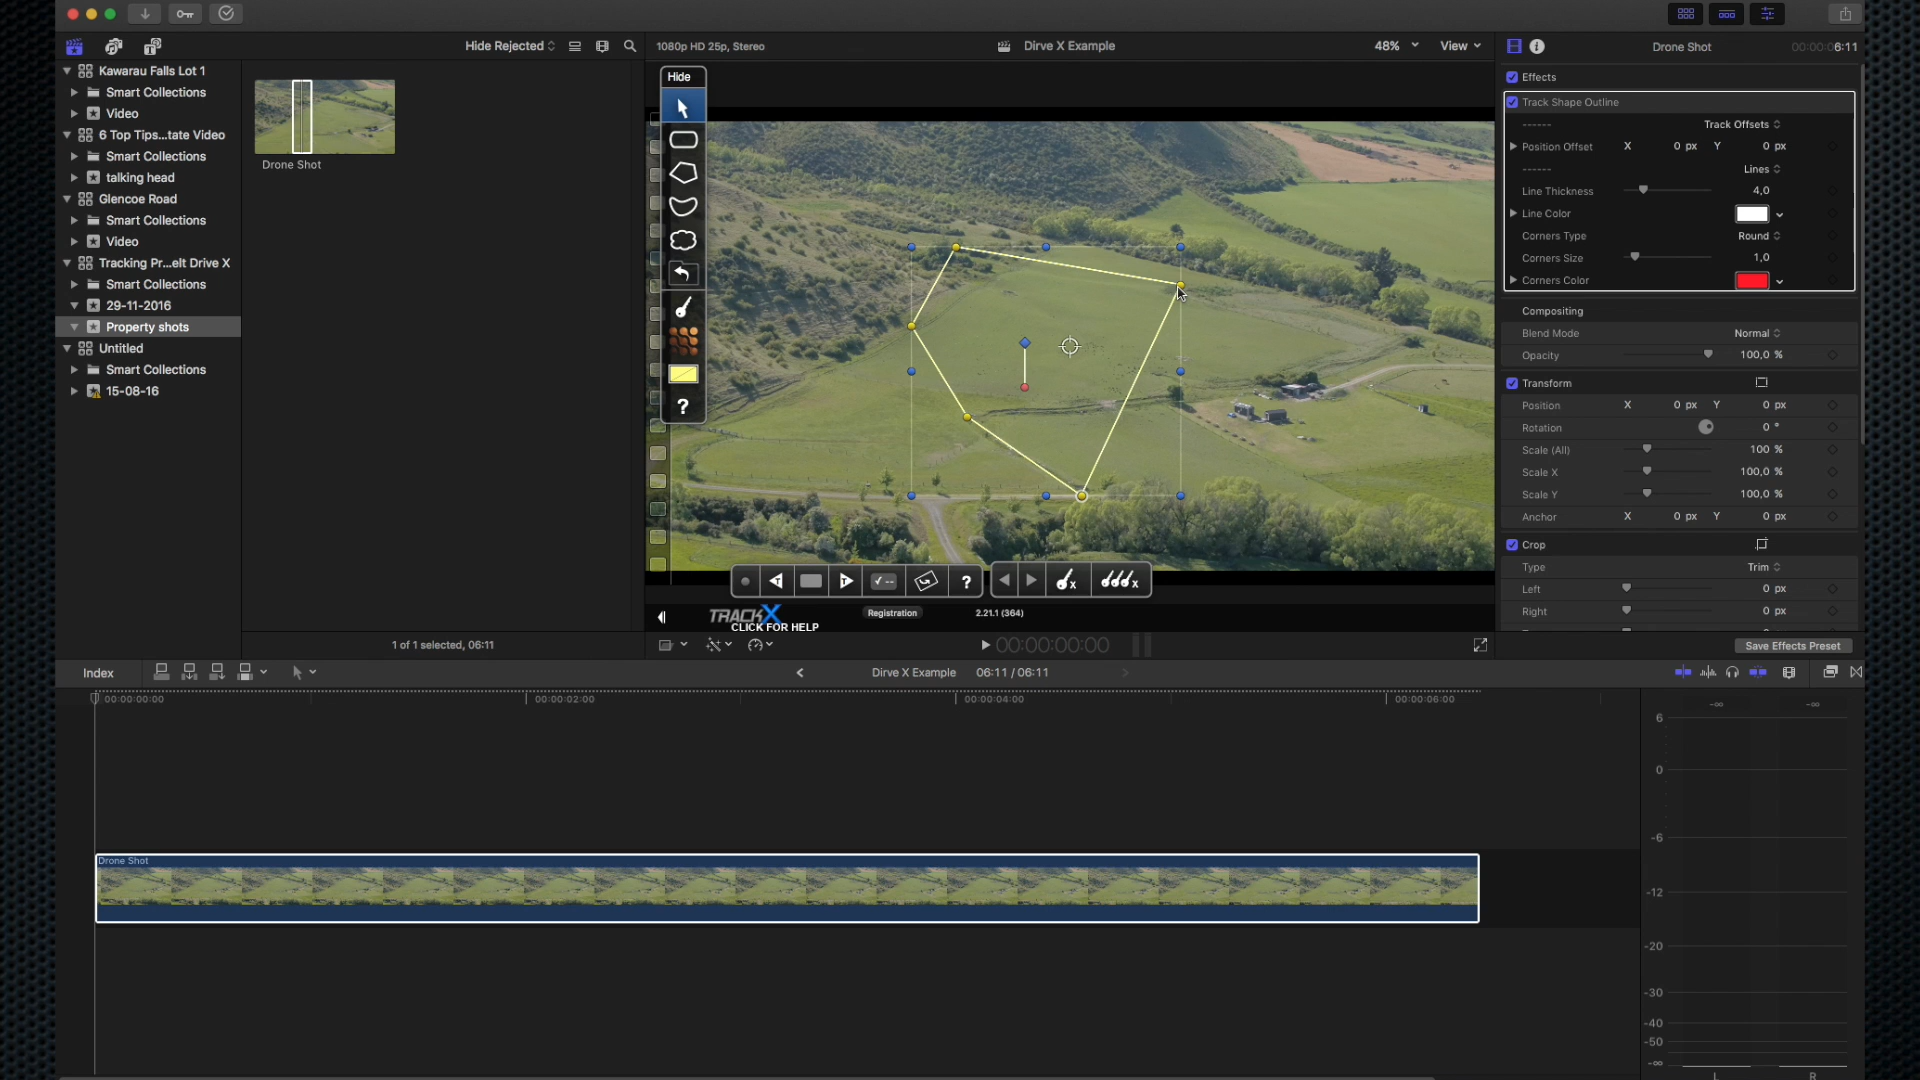 Hide Rejected
1080p HD 25p, Stereo
Dirve X Example
48%
View
Drone Shot
00:00:06:11
Kawarau Falls Lot 1
Smart Collections
Video
6 Top Tips...tate Video
Smart Collections
talking head
Glencoe Road
Smart Collections
Video
Tracking Pr...elt Drive X
Smart Collections
29-11-2016
Property shots
Untitled
Smart Collections
15-08-16
Drone Shot
1 of 1 selected, 06:11
Hide
?
?
x
x
TRACKX
CLICK FOR HELP
Registration
2.21.1 (364)
00:00:00:00
Effects
Track Shape Outline
------ Track Offsets
Position Offset X 0 px Y 0 px
------ Lines
Line Thickness 4,0
Line Color
Corners Type Round
Corners Size 1,0
Corners Color
Compositing
Blend Mode Normal
Opacity 100,0 %
Transform
Position X 0 px Y 0 px
Rotation 0 °
Scale (All) 100 %
Scale X 100,0 %
Scale Y 100,0 %
Anchor X 0 px Y 0 px
Crop
Type Trim
Left 0 px
Right 0 px
Save Effects Preset
Index
Dirve X Example 06:11 / 06:11
00:00:00:00
00:00:02:00
00:00:04:00
00:00:06:00
Drone Shot
-∞ -∞
6
0
-6
-12
-20
-30
-40
-50
-∞
L R